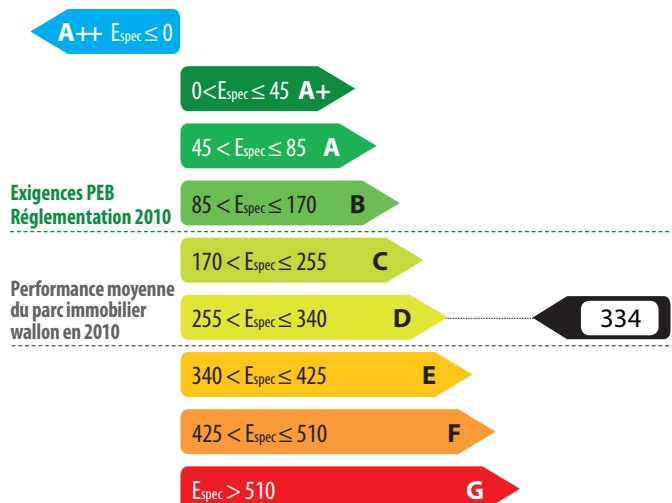 A++ Espec ≤ 0
0 < Espec ≤ 45 A+
45 < Espec ≤ 85 A
Exigences PEB
Réglementation 2010
85 < Espec ≤ 170 B
170 < Espec ≤ 255 C
Performance moyenne
du parc immobilier
wallon en 2010
255 < Espec ≤ 340 D
334
340 < Espec ≤ 425 E
425 < Espec ≤ 510 F
Espec > 510 G